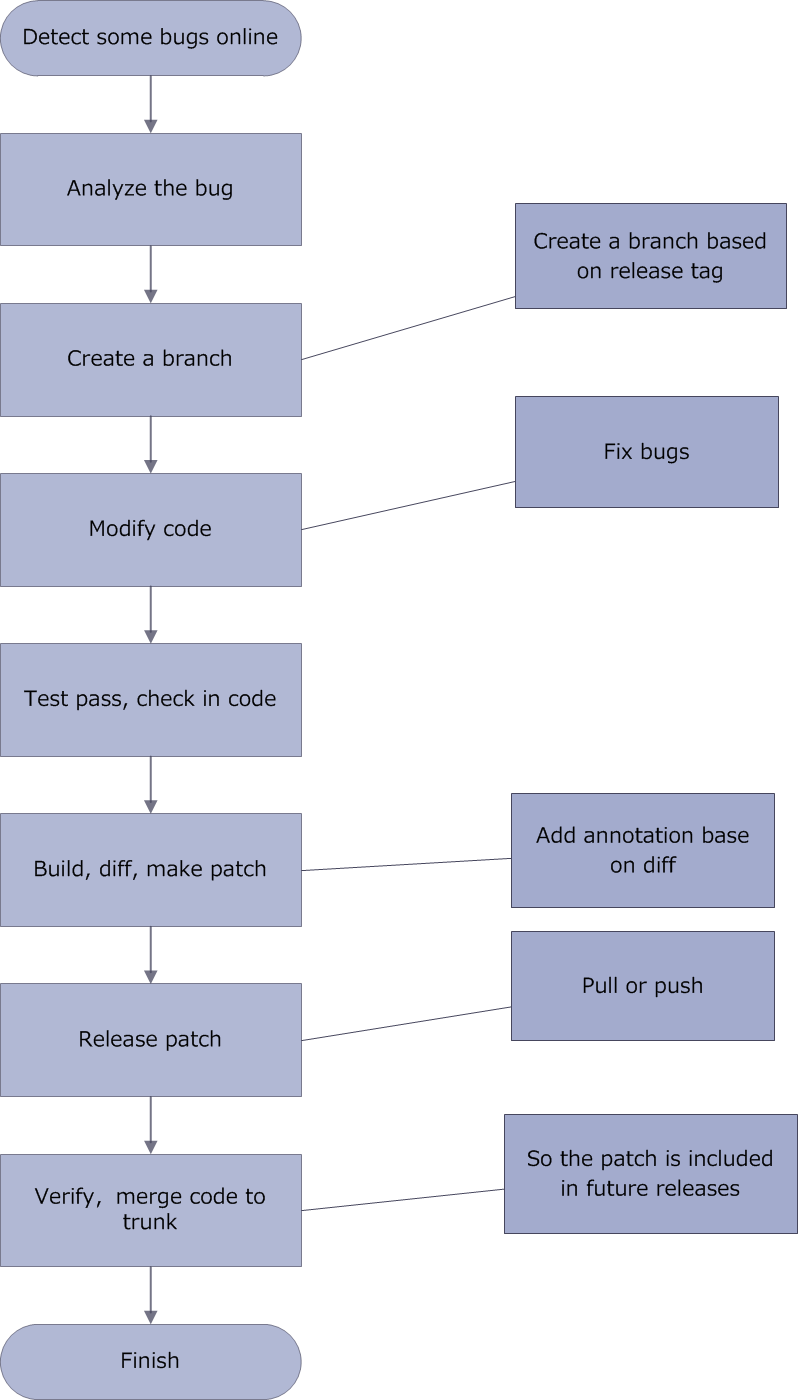 Detect some bugs online
Analyze the bug
Create a branch based
on release tag
Create a branch
Fix bugs
Modify code
Test pass, check in code
Add annotation base
on diff
Build, diff, make patch
Pull or push
Release patch
So the patch is included
in future releases
Verify,  merge code to
trunk
Finish